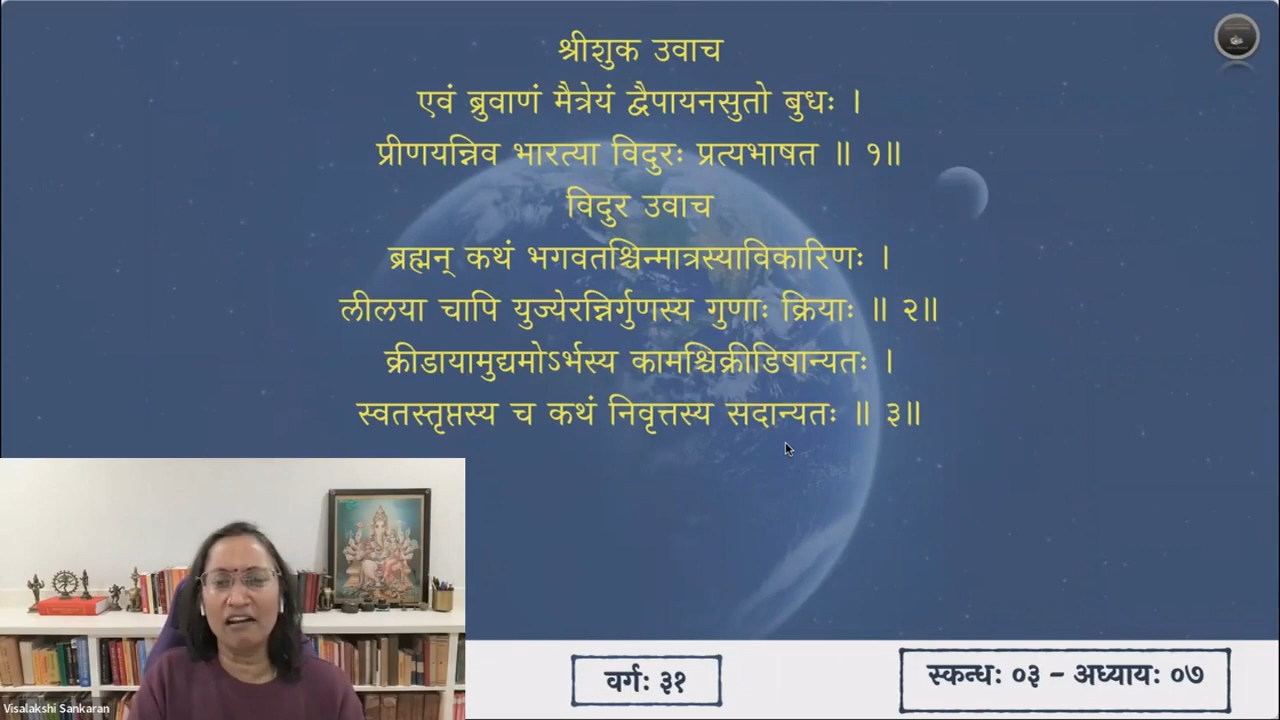 श्रीशुक उवाच
एवं ब्रुवाणं मैत्रेयं द्वैपायनसुतो बुधः ।
प्रीणयन्निव भारत्या विदुरः प्रत्यभाषत ॥ १॥
विदुर उवाच
ब्रह्मन् कथं भगवतश्चिन्मात्रस्याविकारिणः ।
लीलया चापि युज्येरन्निर्गुणस्य गुणाः क्रियाः ॥ २॥
क्रीडायामुद्यमोऽर्भस्य कामश्चिक्रीडिषान्यतः ।
स्वतस्तृप्तस्य च कथं निवृत्तस्य सदान्यतः ॥ ३॥
Visalakshi Sankaran
वर्गः ३१
स्कन्धः ०३ - अध्यायः ०७